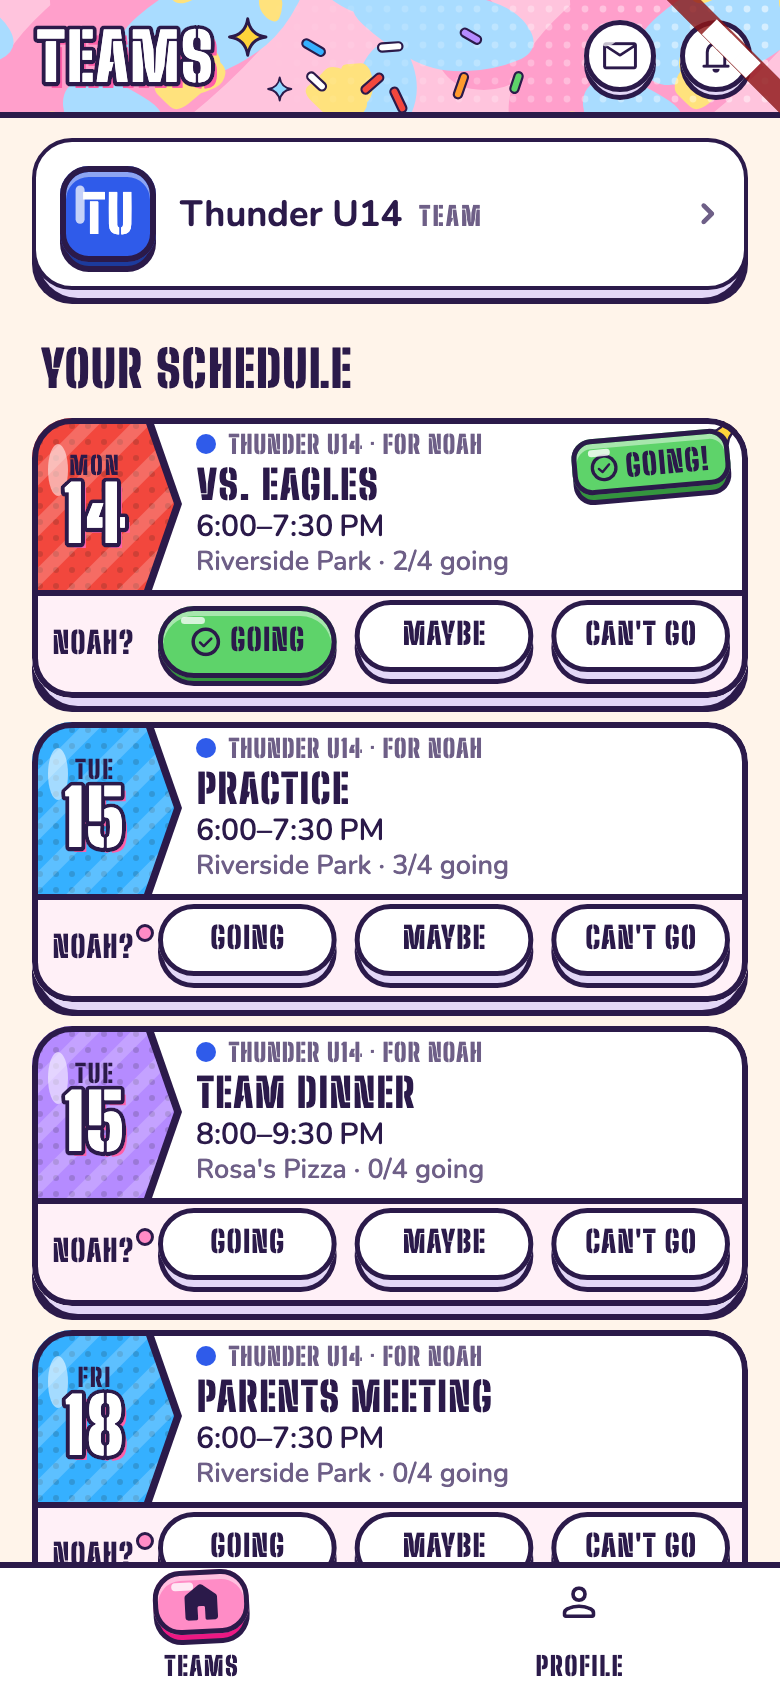 TEAMS
TU
Thunder U14 TEAM
YOUR SCHEDULE
MON
14
THUNDER U14 · FOR NOAH
VS. EAGLES
6:00–7:30 PM
Riverside Park · 2/4 going
GOING!
NOAH?
GOING
MAYBE
CAN'T GO
TUE
15
THUNDER U14 · FOR NOAH
PRACTICE
6:00–7:30 PM
Riverside Park · 3/4 going
NOAH?
GOING
MAYBE
CAN'T GO
TUE
15
THUNDER U14 · FOR NOAH
TEAM DINNER
8:00–9:30 PM
Rosa's Pizza · 0/4 going
NOAH?
GOING
MAYBE
CAN'T GO
FRI
18
THUNDER U14 · FOR NOAH
PARENTS MEETING
6:00–7:30 PM
Riverside Park · 0/4 going
NOAH?
GOING
MAYBE
CAN'T GO
TEAMS
PROFILE